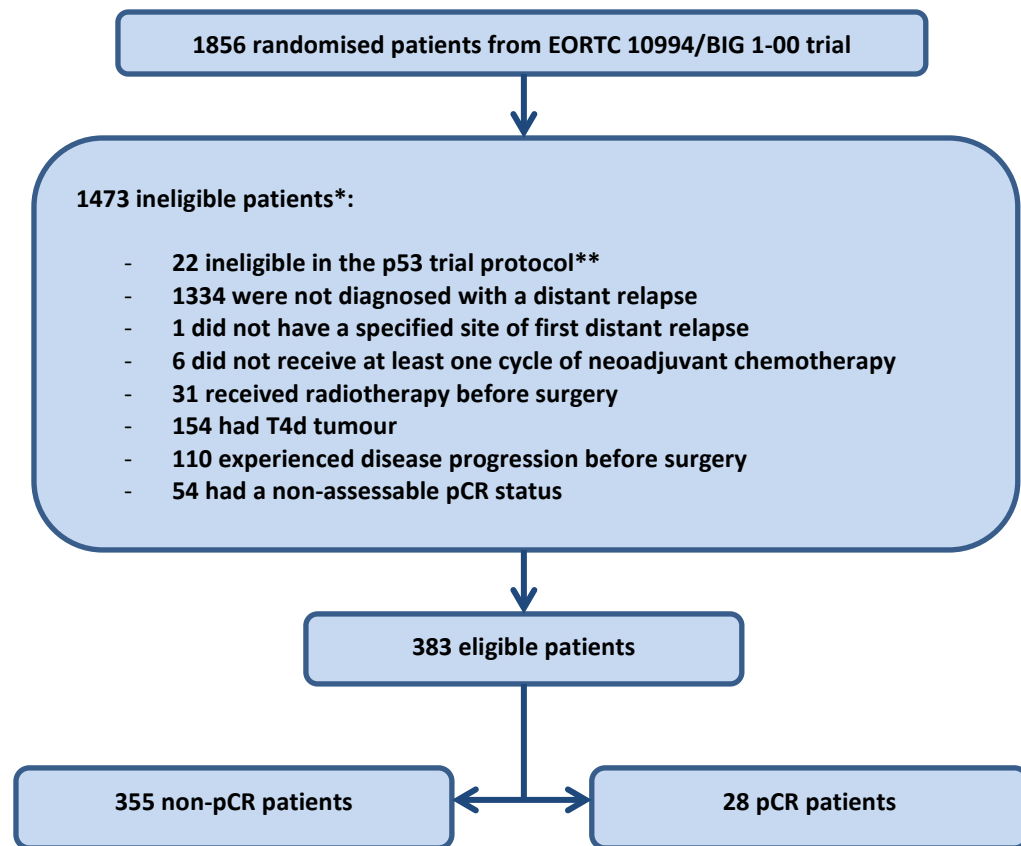 1856 randomised patients from EORTC 10994/BIG 1-00 trial
1473 ineligible patients*:
- 22 ineligible in the p53 trial protocol**
- 1334 were not diagnosed with a distant relapse
- 1 did not have a specified site of first distant relapse
- 6 did not receive at least one cycle of neoadjuvant chemotherapy
- 31 received radiotherapy before surgery
- 154 had T4d tumour
- 110 experienced disease progression before surgery
- 54 had a non-assessable pCR status
383 eligible patients
355 non-pCR patients
28 pCR patients